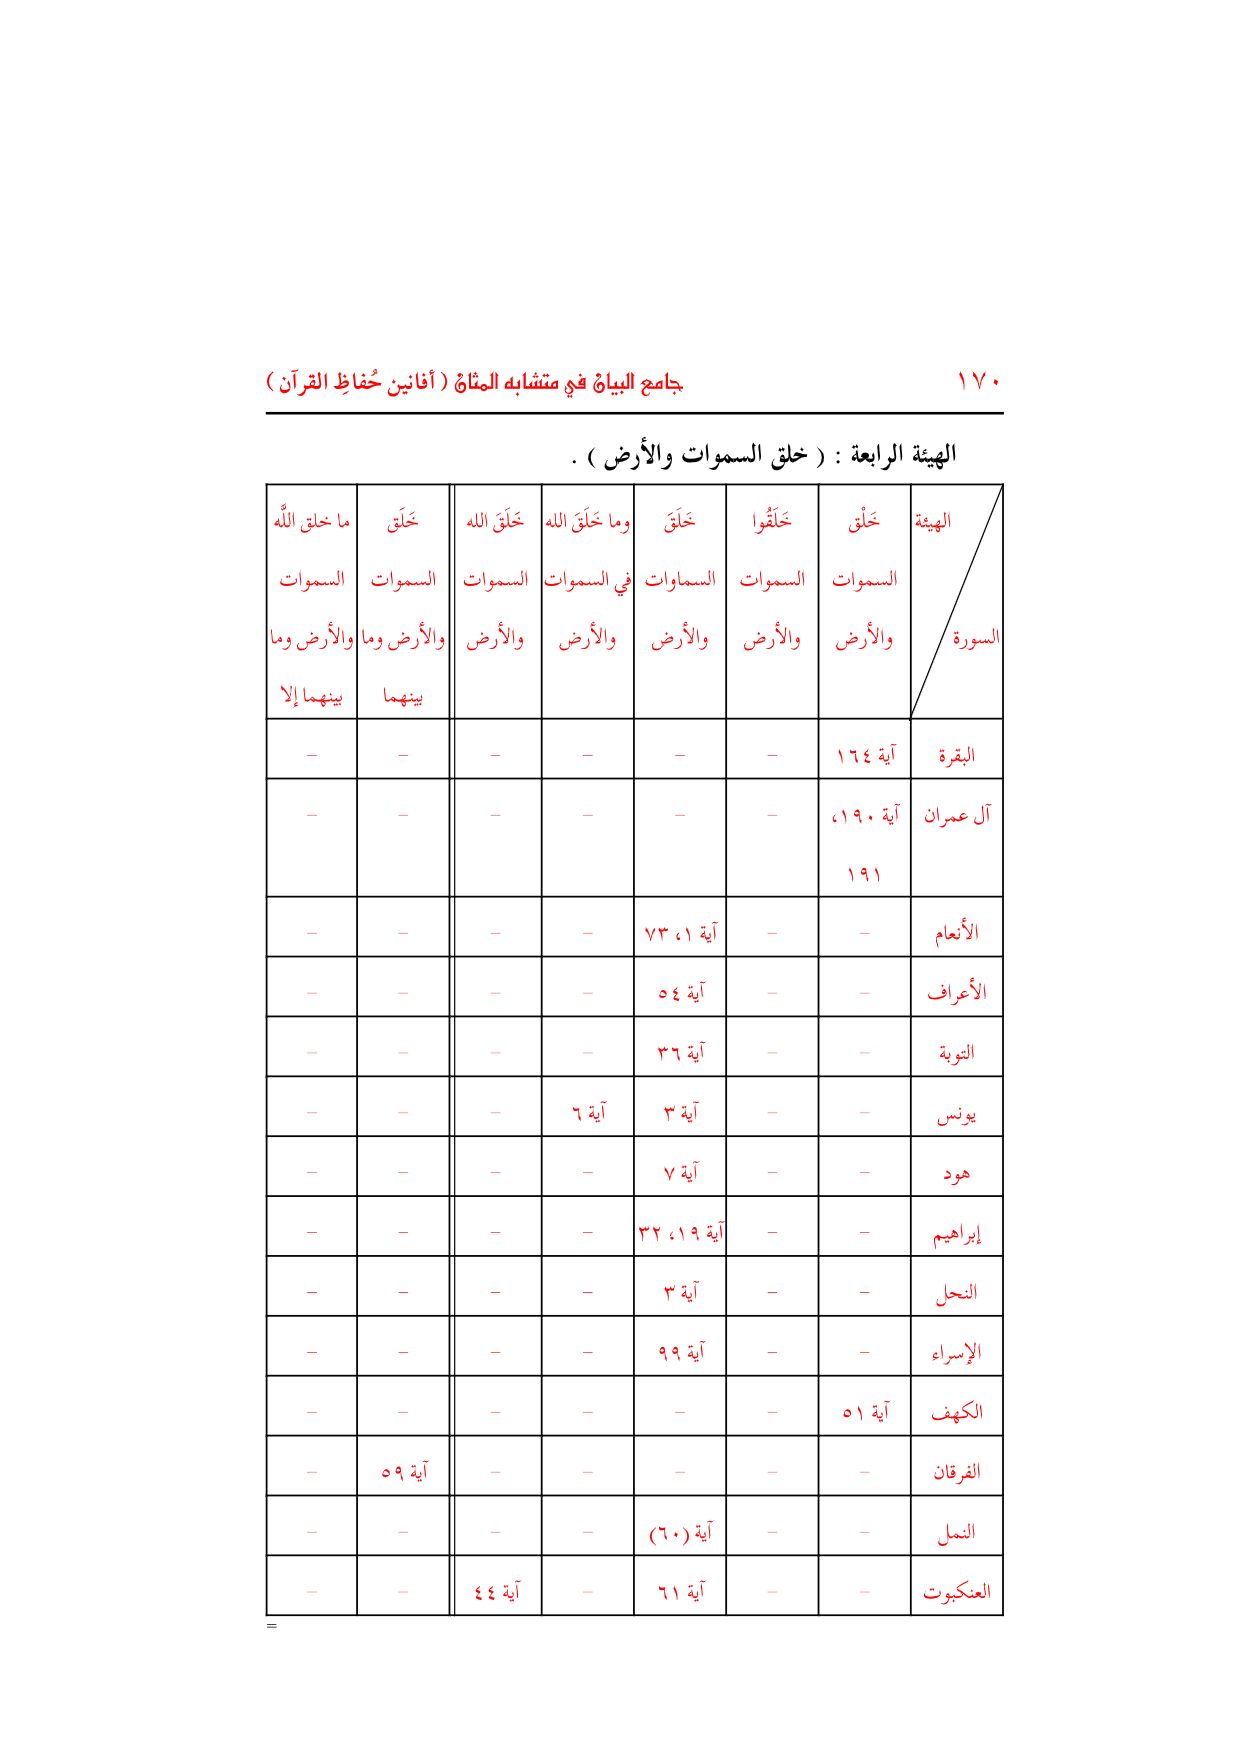 ١٧٠ جامع البيان في متشابه المثان ( أفانين حُفاظِ القرآن )
الهيئة الرابعة : ( خلق السموات والأرض ) .
الهيئة خَلْق خَلَقُوا خَلَقَ وما خَلَقَ الله خَلَقَ الله خَلَق ما خلق اللَّه
السموات السموات السماوات في السموات السموات السموات السموات
السورة والأرض والأرض والأرض والأرض والأرض والأرض وما والأرض وما
بينهما بينهما إلا
البقرة آية ١٦٤ – – – – – –
آل عمران آية ١٩٠، – – – – – –
١٩١
الأنعام – – آية ١، ٧٣ – – – –
الأعراف – – آية ٥٤ – – – –
التوبة – – آية ٣٦ – – – –
يونس – – آية ٣ آية ٦ – – –
هود – – آية ٧ – – – –
إبراهيم – – آية ١٩، ٣٢ – – – –
النحل – – آية ٣ – – – –
الإسراء – – آية ٩٩ – – – –
الكهف آية ٥١ – – – – – –
الفرقان – – – – – آية ٥٩ –
النمل – – آية (٦٠) – – – –
العنكبوت – – آية ٦١ – آية ٤٤ – –
=